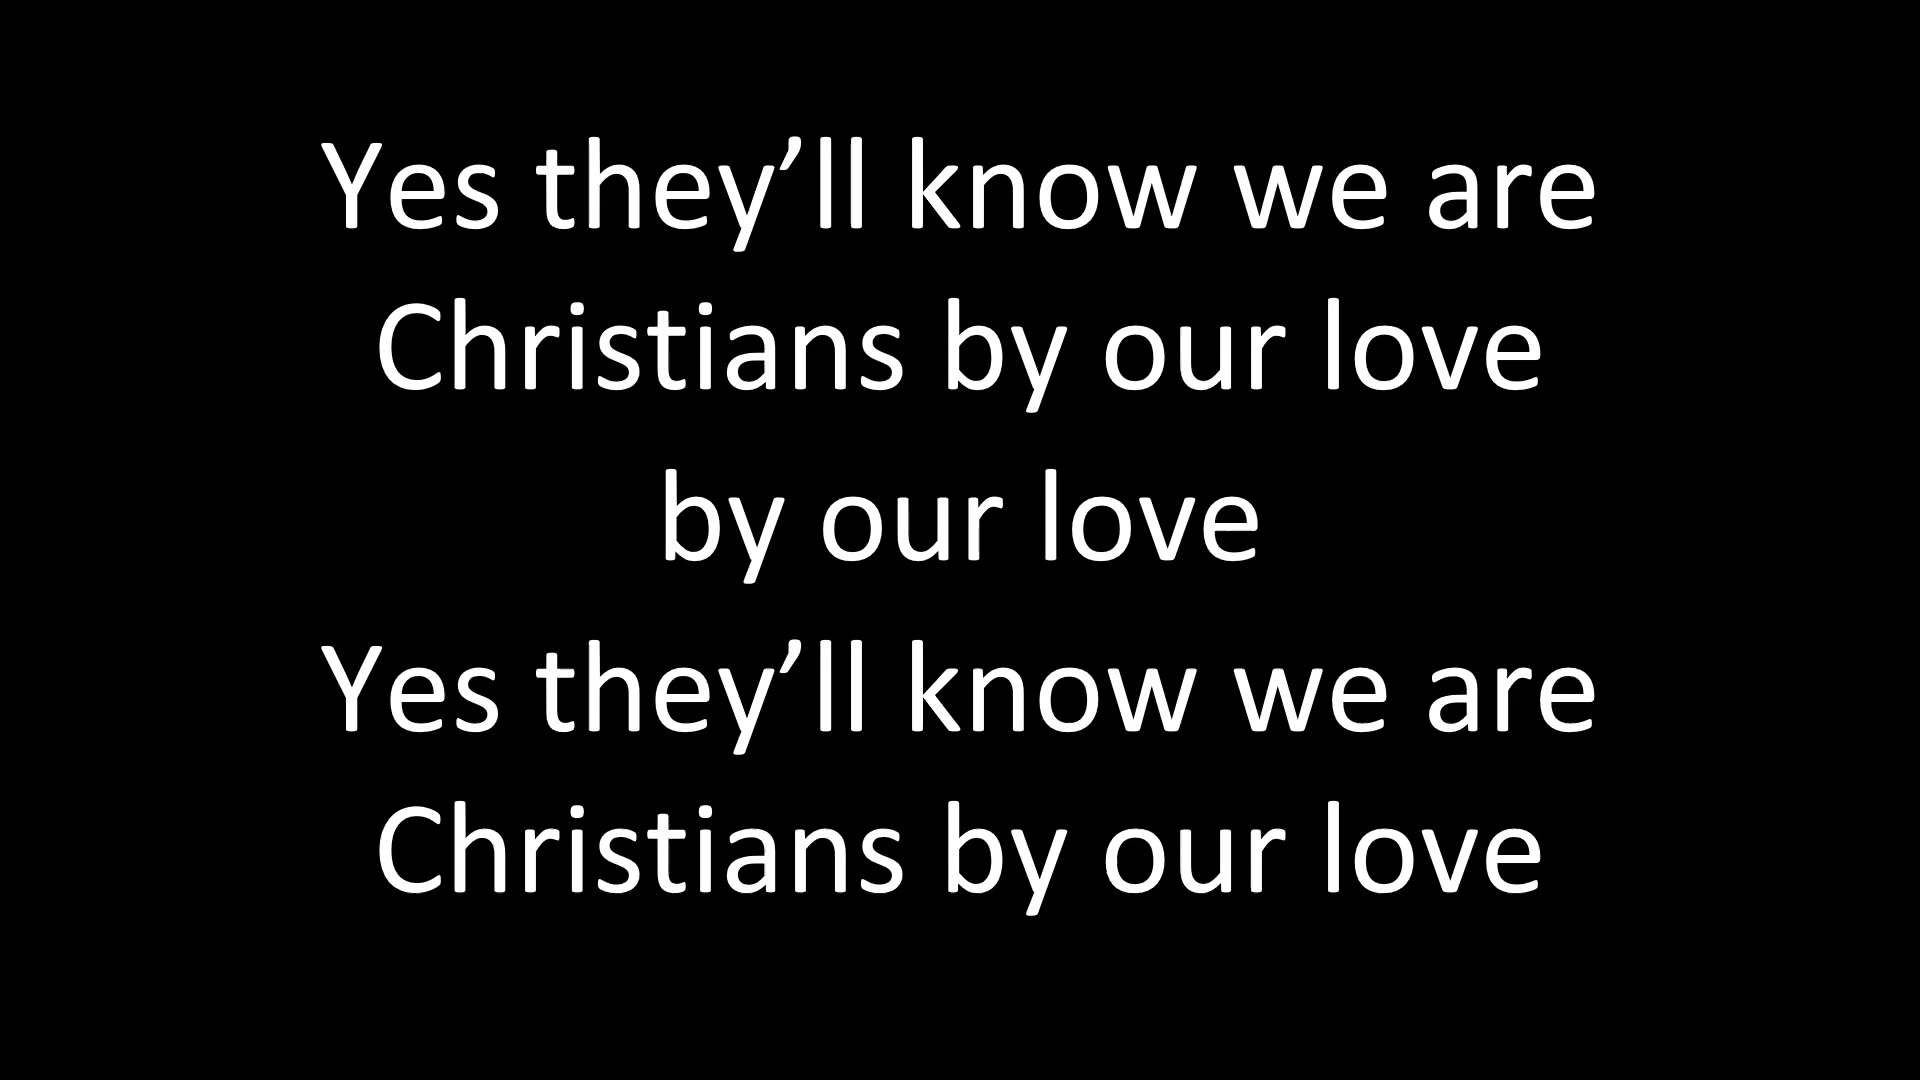 Yes they’ll know we are
Christians by our love
by our love
Yes they’ll know we are
Christians by our love